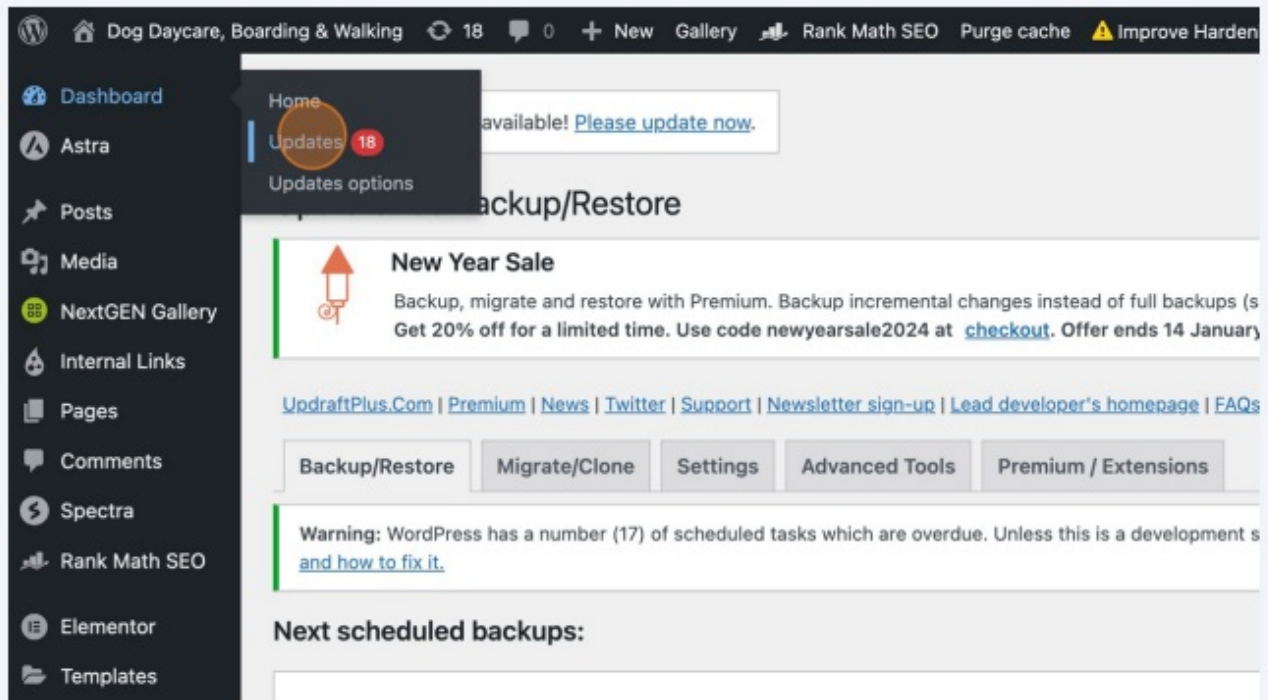 Dog Daycare, Boarding & Walking 18 0 + New Gallery Rank Math SEO Purge cache Improve Harden
Dashboard
Astra
Posts
Media
NextGEN Gallery
Internal Links
Pages
Comments
Spectra
Rank Math SEO
Elementor
Templates
Home
Updates 18
Updates options
available! Please update now.
ackup/Restore
New Year Sale
Backup, migrate and restore with Premium. Backup incremental changes instead of full backups (s
Get 20% off for a limited time. Use code newyearsale2024 at checkout. Offer ends 14 January
UpdraftPlus.Com | Premium | News | Twitter | Support | Newsletter sign-up | Lead developer's homepage | FAQs
Backup/Restore Migrate/Clone Settings Advanced Tools Premium / Extensions
Warning: WordPress has a number (17) of scheduled tasks which are overdue. Unless this is a development s
and how to fix it.
Next scheduled backups: